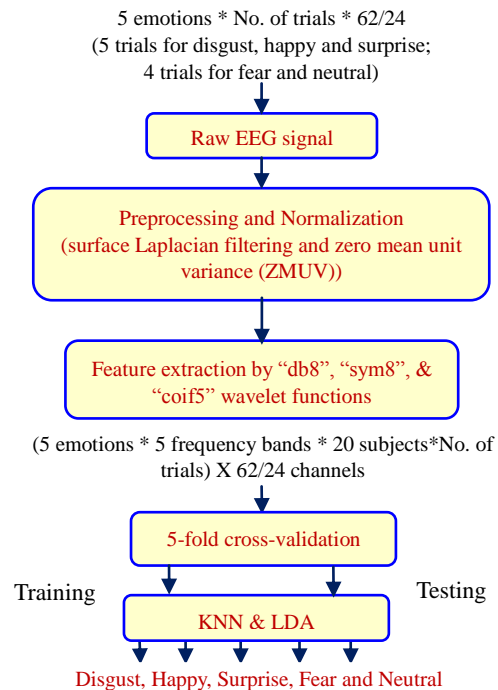 5 emotions * No. of trials * 62/24
(5 trials for disgust, happy and surprise;
4 trials for fear and neutral)
Raw EEG signal
Preprocessing and Normalization
(surface Laplacian filtering and zero mean unit
variance (ZMUV))
Feature extraction by “db8”, “sym8”, &
“coif5” wavelet functions
(5 emotions * 5 frequency bands * 20 subjects*No. of
trials) X 62/24 channels
5-fold cross-validation
Training
Testing
KNN & LDA
Disgust, Happy, Surprise, Fear and Neutral